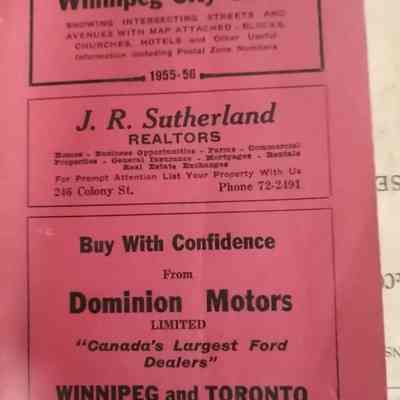 Winnipeg City
SHOWING INTERSECTING STREETS AND
AVENUES WITH MAP ATTACHED - BLOCKS,
CHURCHES, HOTELS and Other Useful
Information including Postal Zone Numbers
1955-56
J. R. Sutherland
REALTORS
Homes - Business Opportunities - Farms - Commercial
Properties - General Insurance - Mortgages - Rentals
Real Estate Exchanges
For Prompt Attention List Your Property With Us
246 Colony St. Phone 72-2491
Buy With Confidence
From
Dominion Motors
LIMITED
"Canada's Largest Ford
Dealers"
WINNIPEG and TORONTO